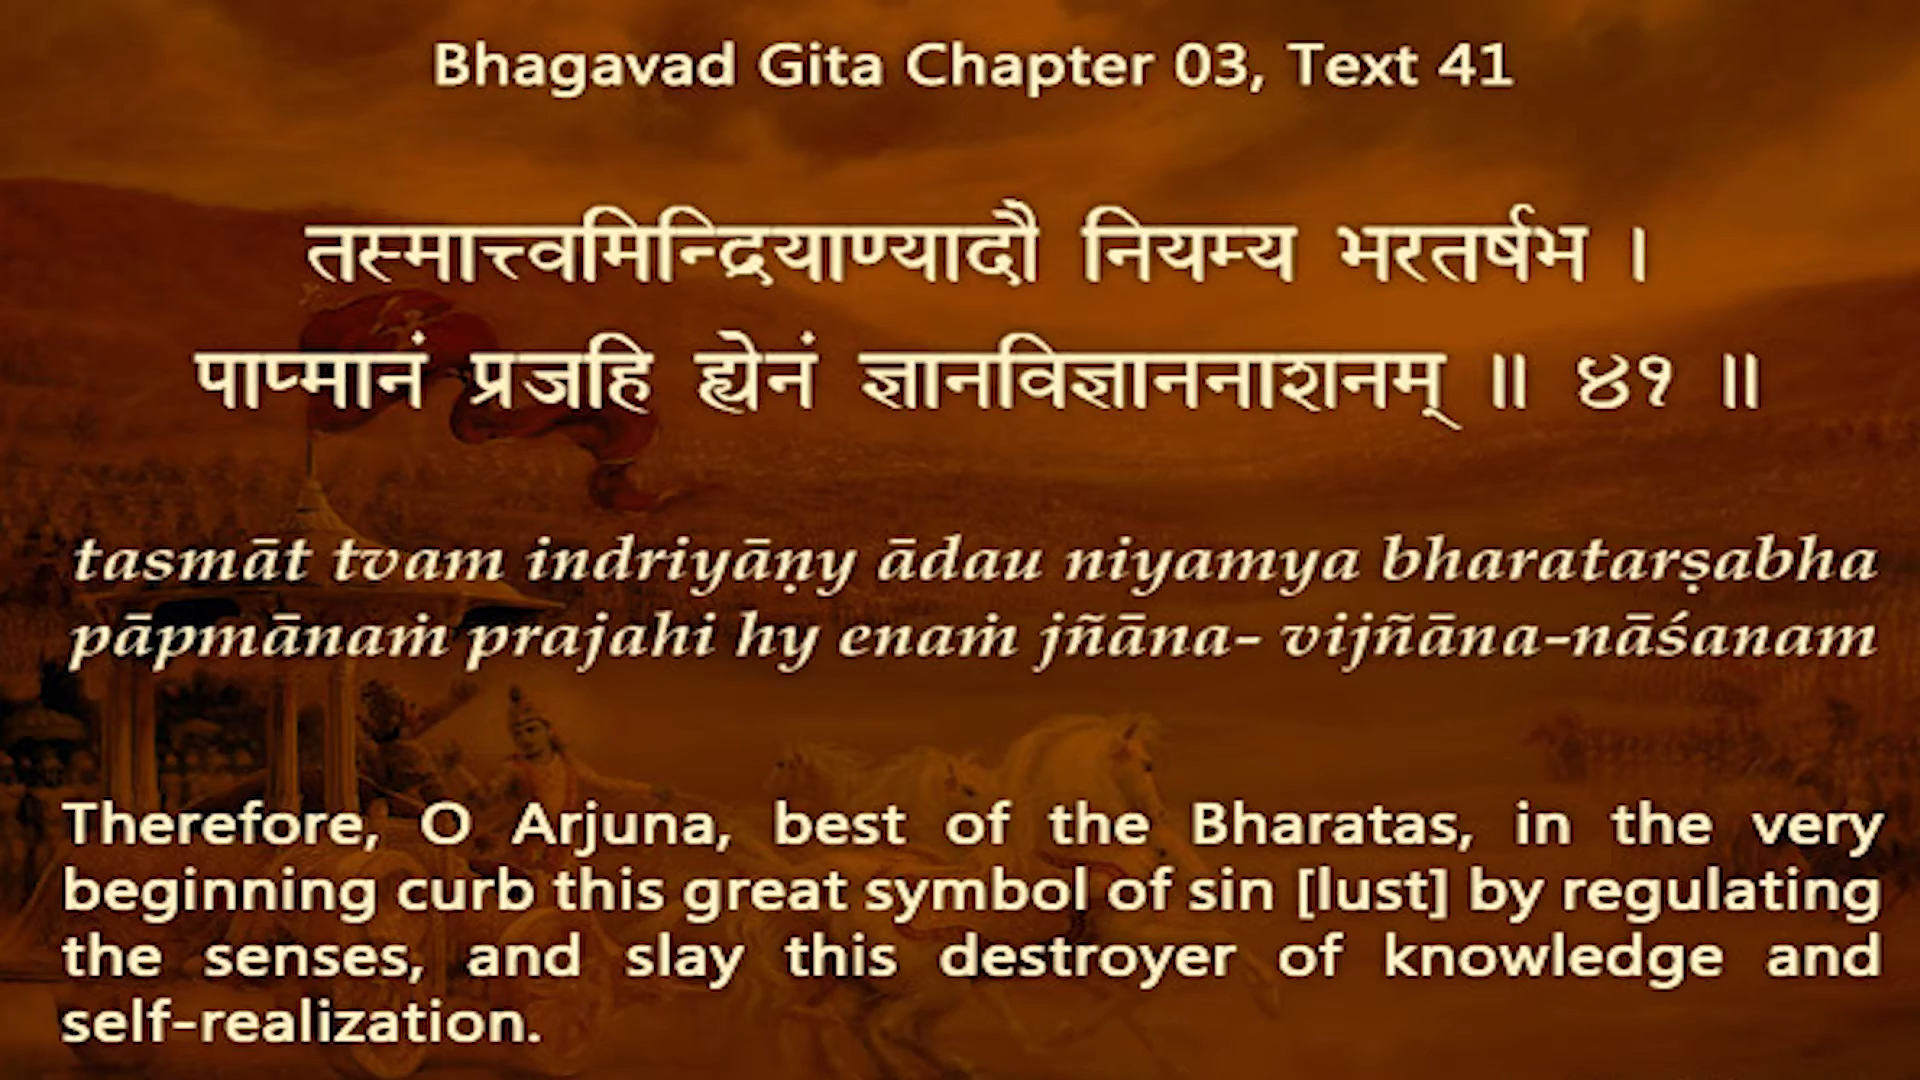 Bhagavad Gita Chapter 03, Text 41
तस्मात्त्वमिन्द्रियाण्यादौ नियम्य भरतर्षभ ।
पाप्मानं प्रजहि ह्येनं ज्ञानविज्ञाननाशनम् ॥ ४१ ॥
tasmāt tvam indriyāṇy ādau niyamya bharatarṣabha
pāpmānaṁ prajahi hy enaṁ jñāna- vijñāna-nāśanam
Therefore, O Arjuna, best of the Bharatas, in the very
beginning curb this great symbol of sin [lust] by regulating
the senses, and slay this destroyer of knowledge and
self-realization.